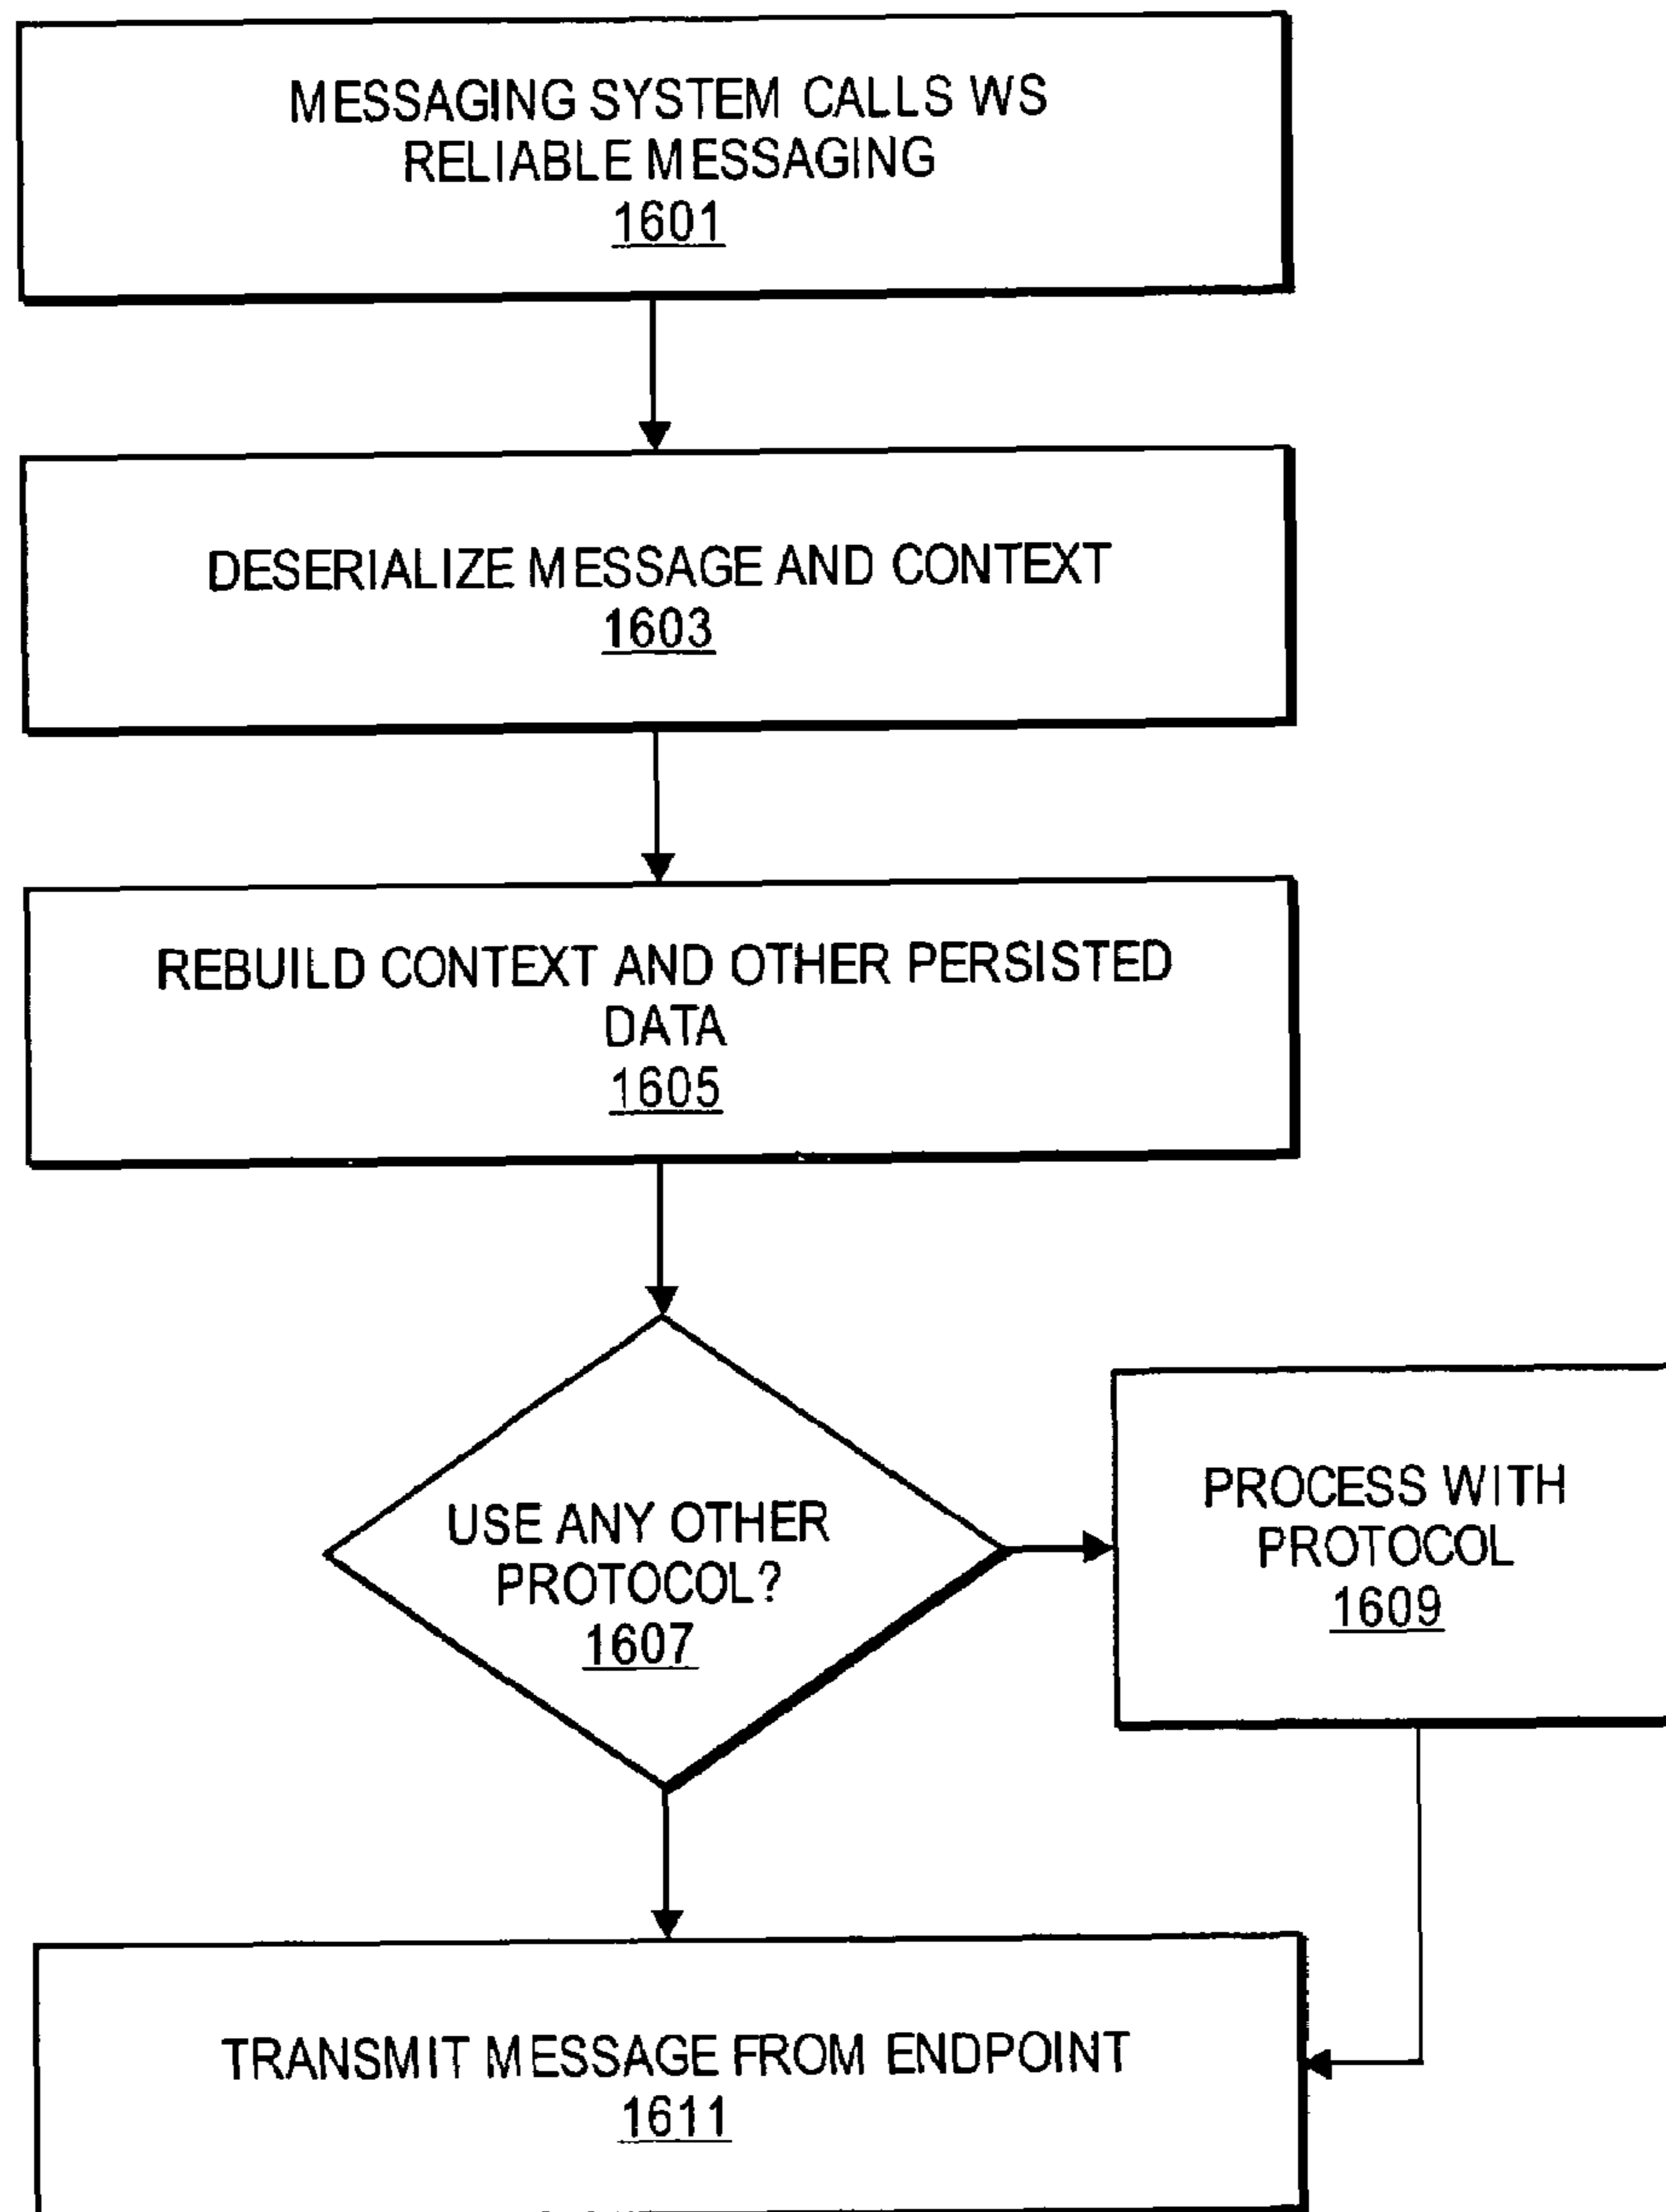 MESSAGING SYSTEM CALLS WS
RELIABLE MESSAGING
1601
DESERIALIZE MESSAGE AND CONTEXT
1603
REBUILD CONTEXT AND OTHER PERSISTED
DATA
1605
USE ANY OTHER
PROTOCOL?
1607
PROCESS WITH
PROTOCOL
1609
TRANSMIT MESSAGE FROM ENDPOINT
1611